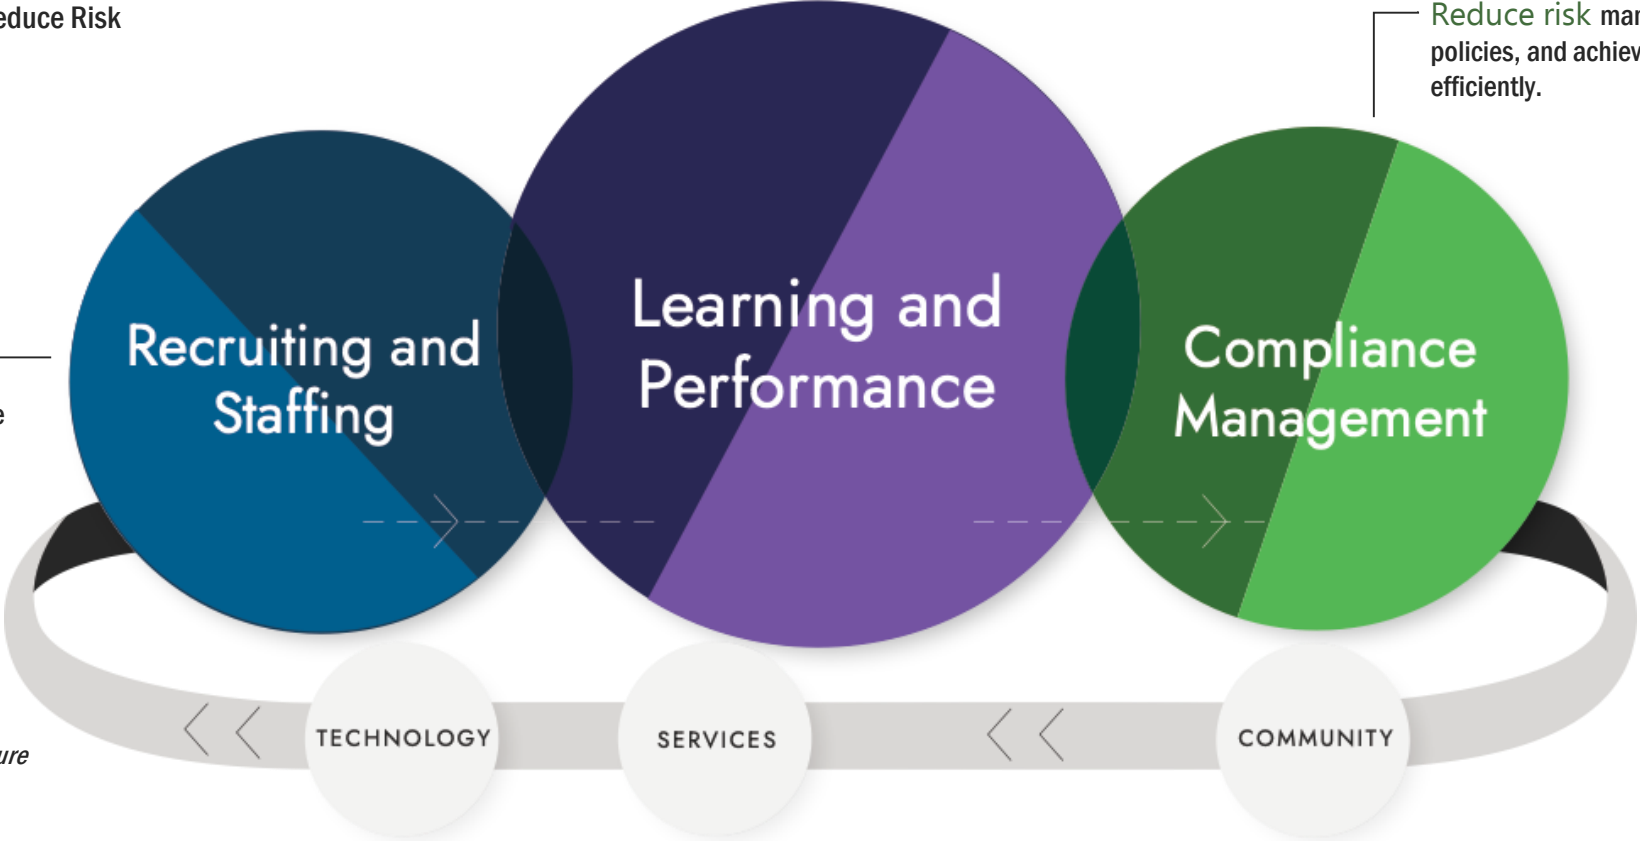 educe Risk
Reduce risk
policies, and achiev
efficiently.
Recruiting and
Staffing
Learning and
Performance
Compliance
Management
e
ure
TECHNOLOGY
SERVICES
COMMUNITY